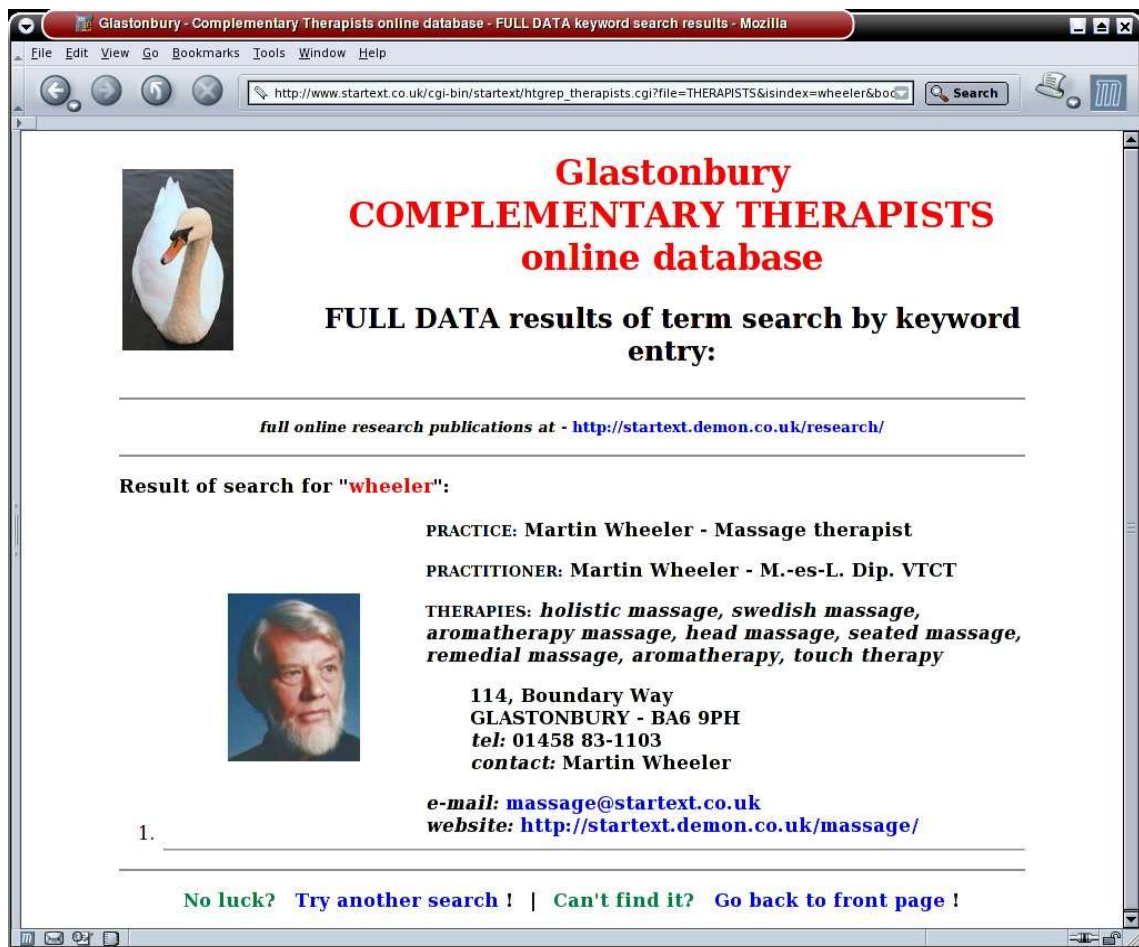 Glastonbury - Complementary Therapists online database - FULL DATA keyword search results - Mozilla
File Edit View Go Bookmarks Tools Window Help
http://www.startext.co.uk/cgi-bin/startext/htgrep_therapists.cgi?file=THERAPISTS&isindex=wheeler&boo
Search
Glastonbury
COMPLEMENTARY THERAPISTS
online database
FULL DATA results of term search by keyword
entry:
full online research publications at - http://startext.demon.co.uk/research/
Result of search for "wheeler":
PRACTICE: Martin Wheeler - Massage therapist
PRACTITIONER: Martin Wheeler - M.-es-L. Dip. VTCT
THERAPIES: holistic massage, swedish massage,
aromatherapy massage, head massage, seated massage,
remedial massage, aromatherapy, touch therapy
114, Boundary Way
GLASTONBURY - BA6 9PH
tel: 01458 83-1103
contact: Martin Wheeler
e-mail: massage@startext.co.uk
website: http://startext.demon.co.uk/massage/
1.
No luck? Try another search ! | Can't find it? Go back to front page !